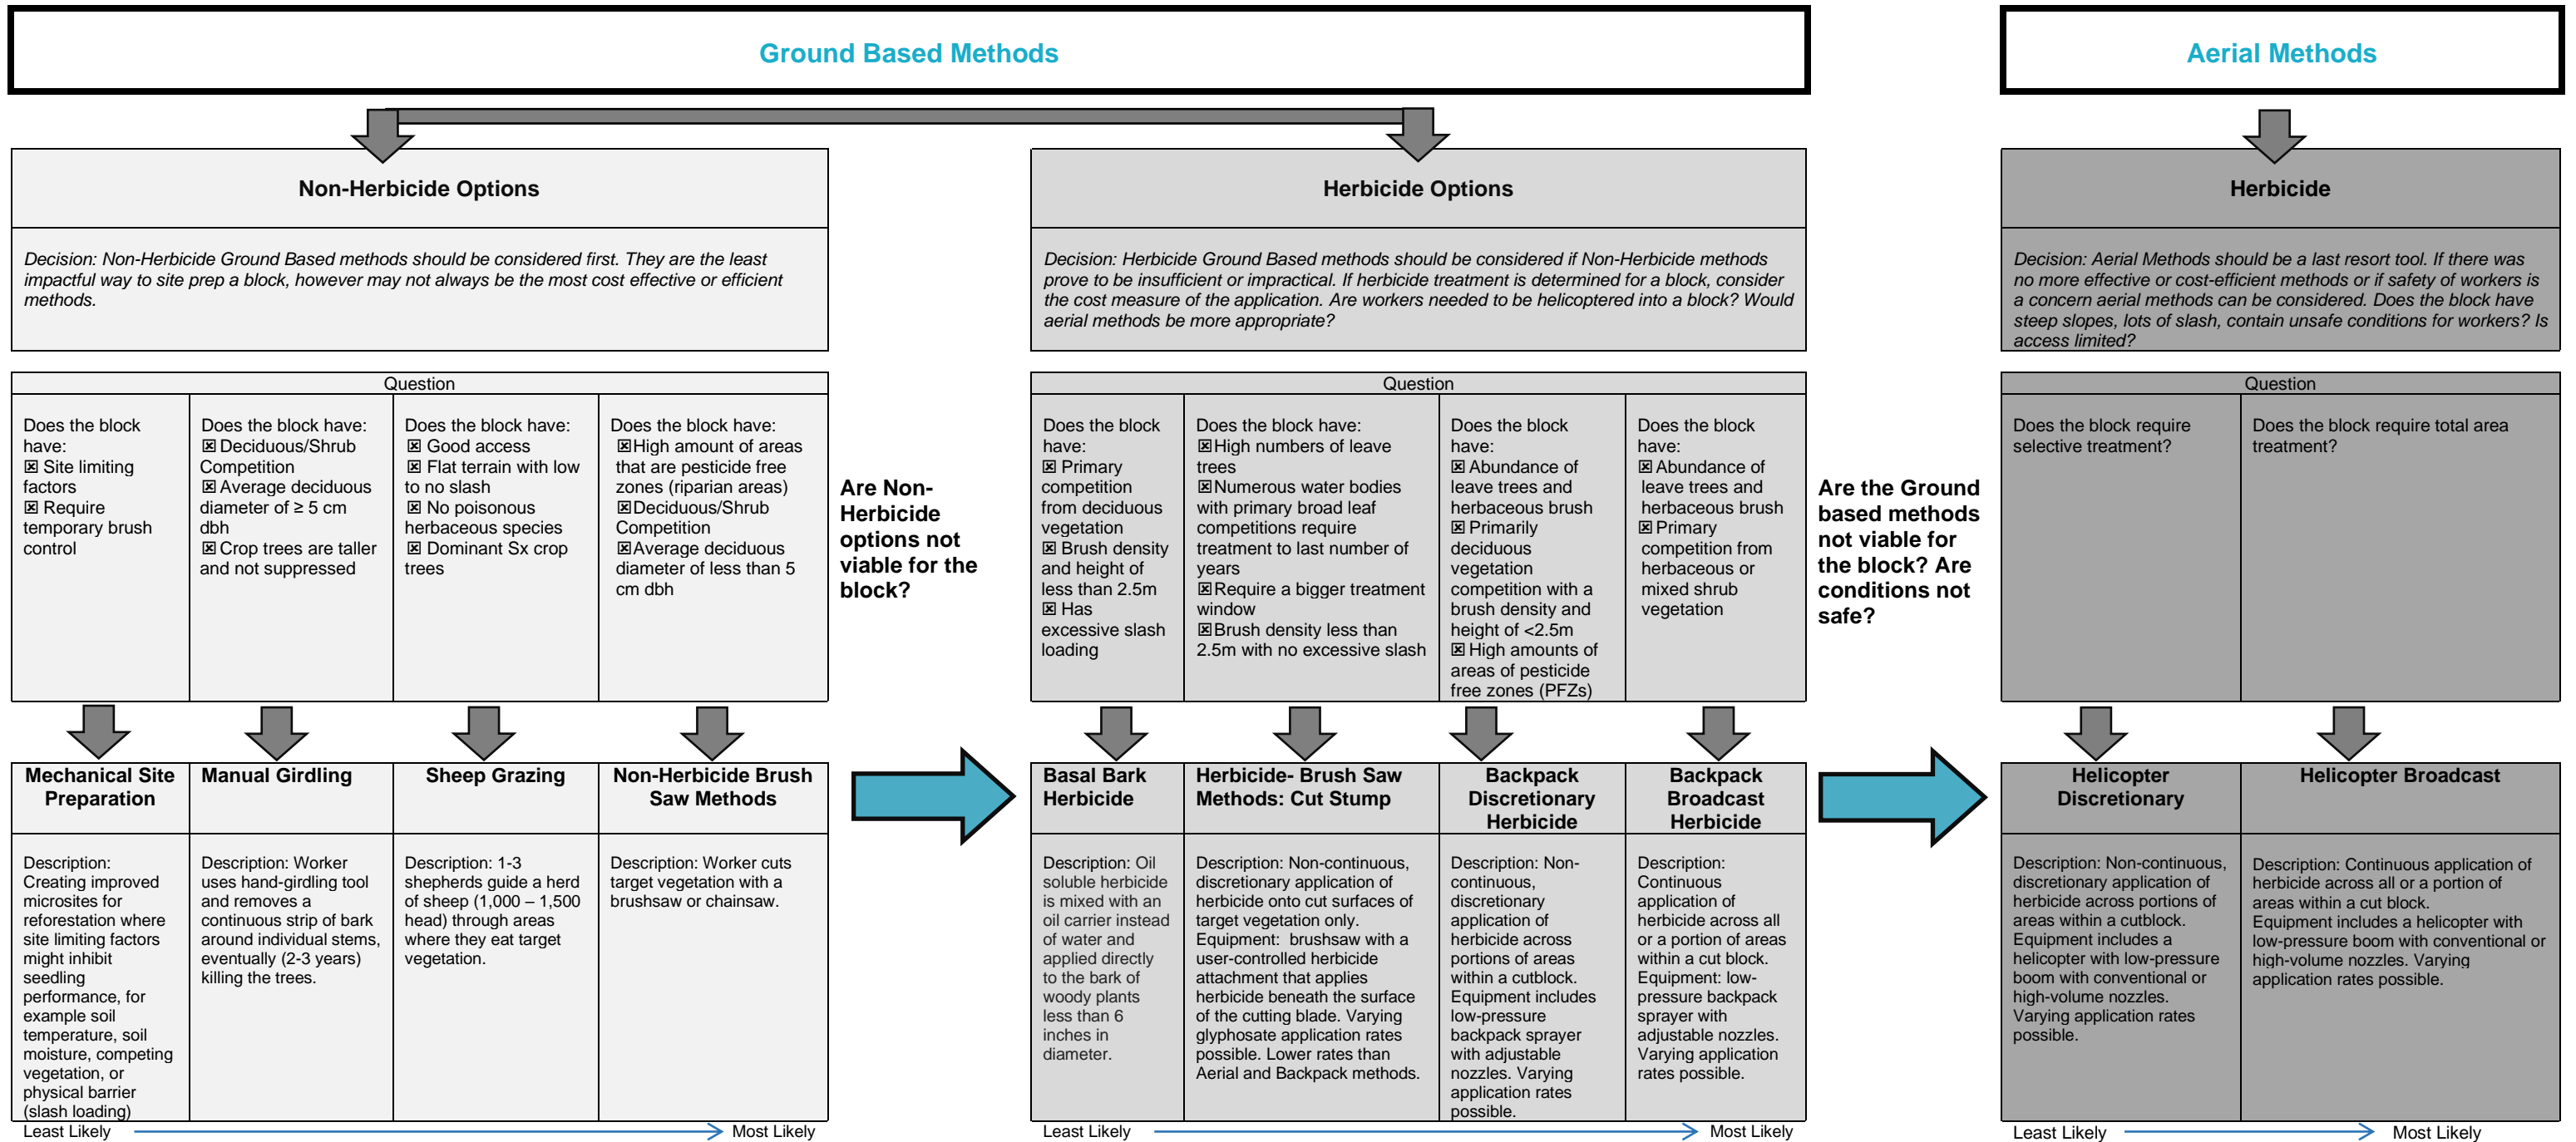 Ground Based Methods
Aerial Methods
Non-Herbicide Options
Decision: Non-Herbicide Ground Based methods should be considered first. They are the least
impactful way to site prep a block, however may not always be the most cost effective or efficient
methods.
Question
Does the block
have:
☒ Site limiting
factors
☒ Require
temporary brush
control
Does the block have:
☒ Deciduous/Shrub
Competition
☒ Average deciduous
diameter of ≥ 5 cm
dbh
☒ Crop trees are taller
and not suppressed
Does the block have:
☒ Good access
☒ Flat terrain with low
to no slash
☒ No poisonous
herbaceous species
☒ Dominant Sx crop
trees
Does the block have:
☒High amount of areas
that are pesticide free
zones (riparian areas)
☒Deciduous/Shrub
Competition
☒Average deciduous
diameter of less than 5
cm dbh
Mechanical Site
Preparation
Manual Girdling
Sheep Grazing
Non-Herbicide Brush
Saw Methods
Description:
Creating improved
microsites for
reforestation where
site limiting factors
might inhibit
seedling
performance, for
example soil
temperature, soil
moisture, competing
vegetation, or
physical barrier
(slash loading)
Description: Worker
uses hand-girdling tool
and removes a
continuous strip of bark
around individual stems,
eventually (2-3 years)
killing the trees.
Description: 1-3
shepherds guide a herd
of sheep (1,000 – 1,500
head) through areas
where they eat target
vegetation.
Description: Worker cuts
target vegetation with a
brushsaw or chainsaw.
Least Likely
Most Likely
Are Non-
Herbicide
options not
viable for the
block?
Herbicide Options
Decision: Herbicide Ground Based methods should be considered if Non-Herbicide methods
prove to be insufficient or impractical. If herbicide treatment is determined for a block, consider
the cost measure of the application. Are workers needed to be helicoptered into a block? Would
aerial methods be more appropriate?
Question
Does the block
have:
☒ Primary
competition
from deciduous
vegetation
☒ Brush density
and height of
less than 2.5m
☒ Has
excessive slash
loading
Does the block have:
☒High numbers of leave
trees
☒Numerous water bodies
with primary broad leaf
competitions require
treatment to last number of
years
☒Require a bigger treatment
window
☒Brush density less than
2.5m with no excessive slash
Does the block
have:
☒ Abundance of
leave trees and
herbaceous brush
☒ Primarily
deciduous
vegetation
competition with a
brush density and
height of <2.5m
☒ High amounts of
areas of pesticide
free zones (PFZs)
Does the block
have:
☒ Abundance of
leave trees and
herbaceous brush
☒ Primary
competition from
herbaceous or
mixed shrub
vegetation
Basal Bark
Herbicide
Herbicide- Brush Saw
Methods: Cut Stump
Backpack
Discretionary
Herbicide
Backpack
Broadcast
Herbicide
Description: Oil
soluble herbicide
is mixed with an
oil carrier instead
of water and
applied directly
to the bark of
woody plants
less than 6
inches in
diameter.
Description: Non-continuous,
discretionary application of
herbicide onto cut surfaces of
target vegetation only.
Equipment: brushsaw with a
user-controlled herbicide
attachment that applies
herbicide beneath the surface
of the cutting blade. Varying
glyphosate application rates
possible. Lower rates than
Aerial and Backpack methods.
Description: Non-
continuous,
discretionary
application of
herbicide across
portions of areas
within a cutblock.
Equipment includes
low-pressure
backpack sprayer
with adjustable
nozzles. Varying
application rates
possible.
Description:
Continuous
application of
herbicide across all
or a portion of areas
within a cut block.
Equipment: low-
pressure backpack
sprayer with
adjustable nozzles.
Varying application
rates possible.
Least Likely
Most Likely
Are the Ground
based methods
not viable for
the block? Are
conditions not
safe?
Herbicide
Decision: Aerial Methods should be a last resort tool. If there was
no more effective or cost-efficient methods or if safety of workers is
a concern aerial methods can be considered. Does the block have
steep slopes, lots of slash, contain unsafe conditions for workers? Is
access limited?
Question
Does the block require
selective treatment?
Does the block require total area
treatment?
Helicopter
Discretionary
Helicopter Broadcast
Description: Non-continuous,
discretionary application of
herbicide across portions of
areas within a cutblock.
Equipment includes a
helicopter with low-pressure
boom with conventional or
high-volume nozzles.
Varying application rates
possible.
Description: Continuous application of
herbicide across all or a portion of
areas within a cut block.
Equipment includes a helicopter with
low-pressure boom with conventional or
high-volume nozzles. Varying
application rates possible.
Least Likely
Most Likely